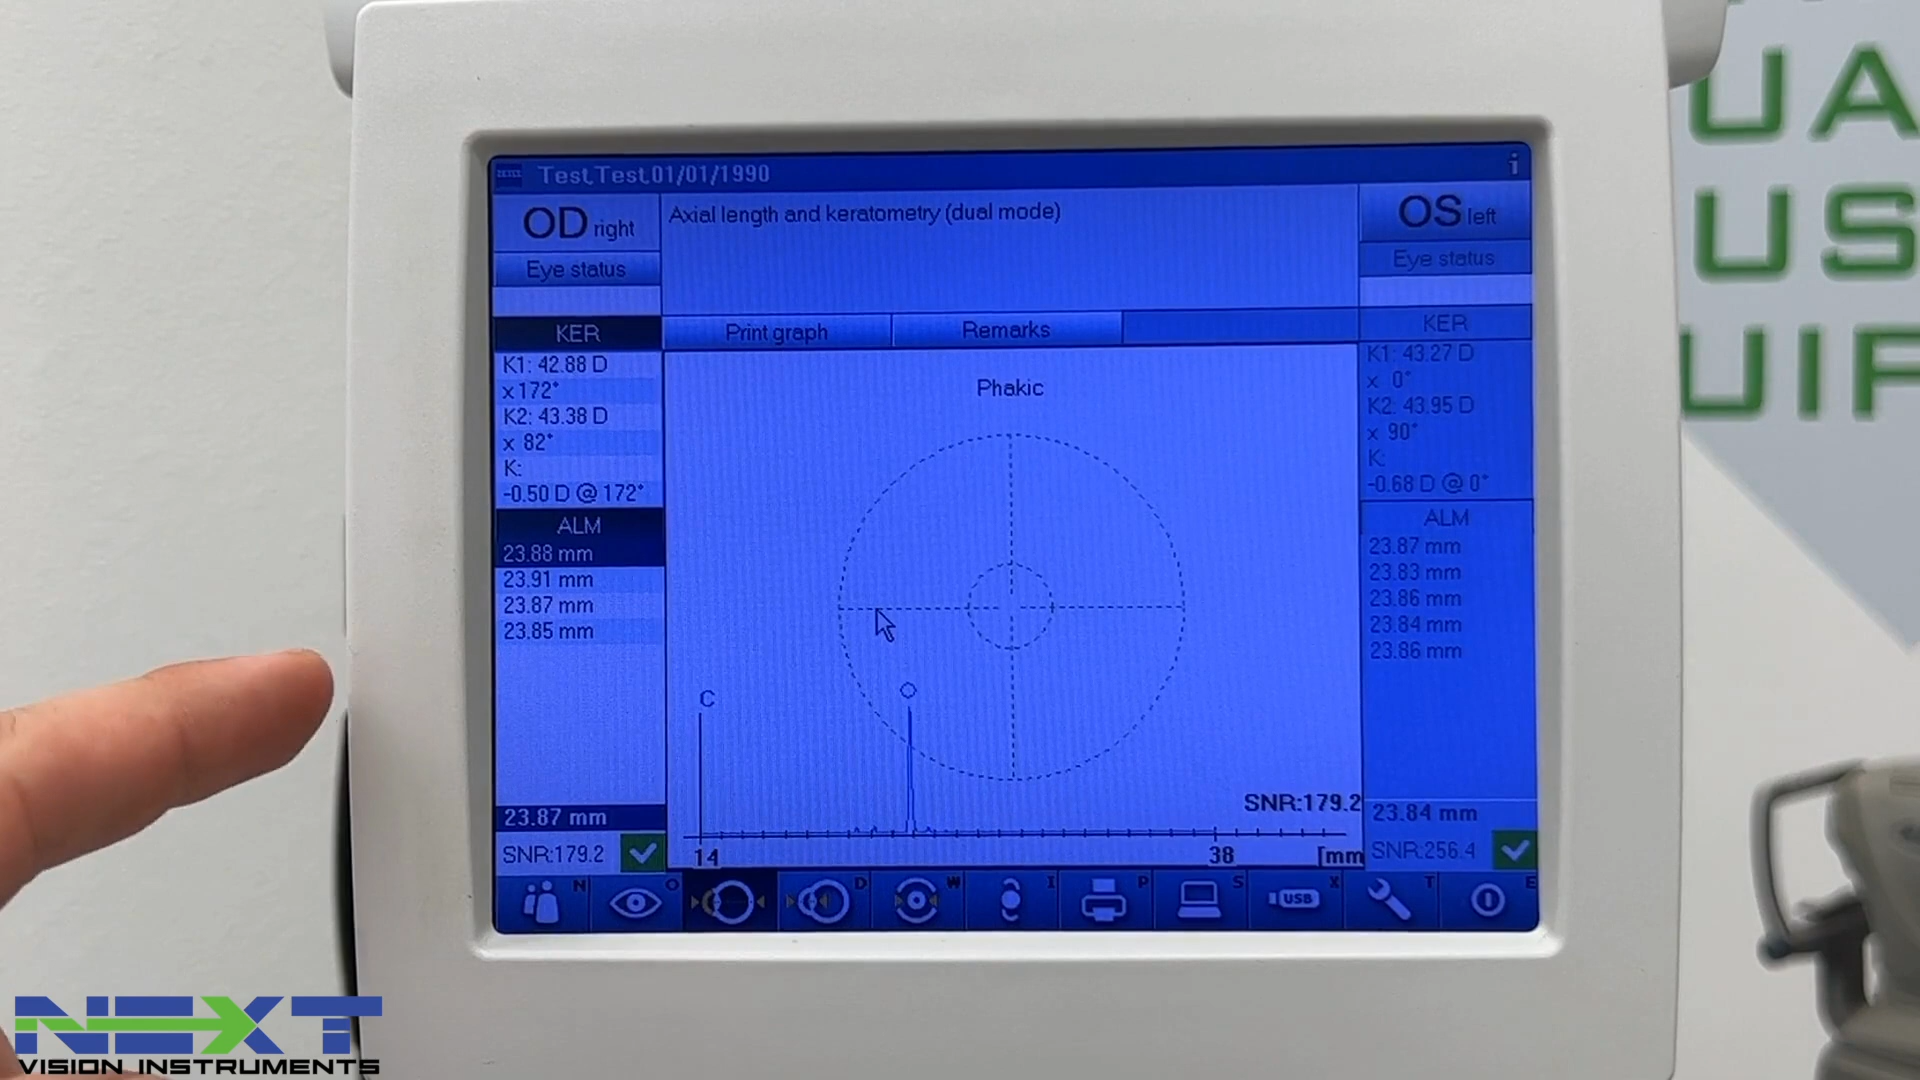 ZEISS
Test,Test,01/01/1990
i
OD right
Eye status
KER
K1: 42.88 D
x 172°
K2: 43.38 D
x 82°
K:
-0.50 D @ 172°
ALM
23.88 mm
23.91 mm
23.87 mm
23.85 mm
23.87 mm
SNR:179.2
Axial length and keratometry (dual mode)
Print graph
Remarks
Phakic
C
SNR:179.2
14
38
[mm
OS left
Eye status
KER
K1: 43.27 D
x 0°
K2: 43.95 D
x 90°
K:
-0.68 D @ 0°
ALM
23.87 mm
23.83 mm
23.86 mm
23.84 mm
23.86 mm
23.84 mm
SNR:256.4
N
O
D
W
I
P
S
USB
X
T
E
UA
US
UIP
NEXT
VISION INSTRUMENTS